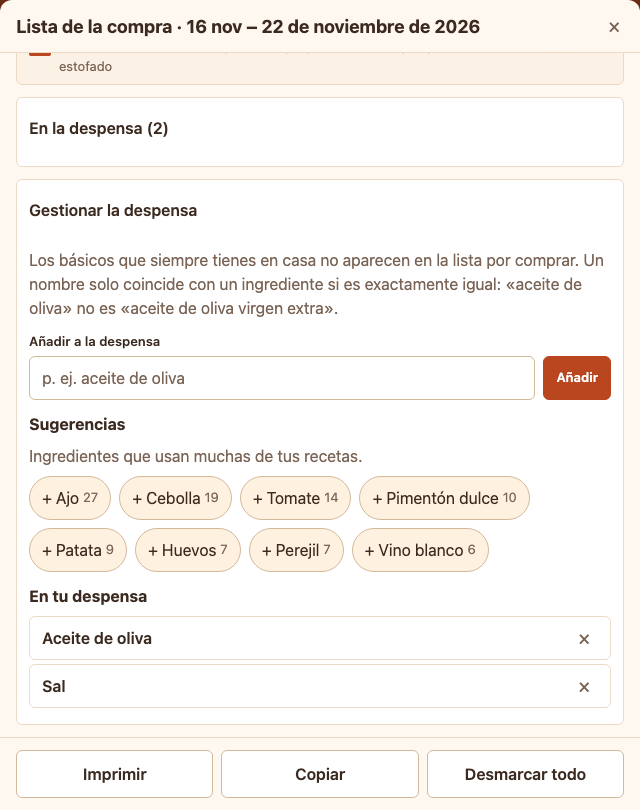 Lista de la compra · 16 nov – 22 de noviembre de 2026
×
estofado
En la despensa (2)
Gestionar la despensa
Los básicos que siempre tienes en casa no aparecen en la lista por comprar. Un
nombre solo coincide con un ingrediente si es exactamente igual: «aceite de
oliva» no es «aceite de oliva virgen extra».
Añadir a la despensa
p. ej. aceite de oliva
Añadir
Sugerencias
Ingredientes que usan muchas de tus recetas.
+ Ajo 27 + Cebolla 19 + Tomate 14 + Pimentón dulce 10
+ Patata 9 + Huevos 7 + Perejil 7 + Vino blanco 6
En tu despensa
Aceite de oliva ×
Sal ×
Imprimir Copiar Desmarcar todo